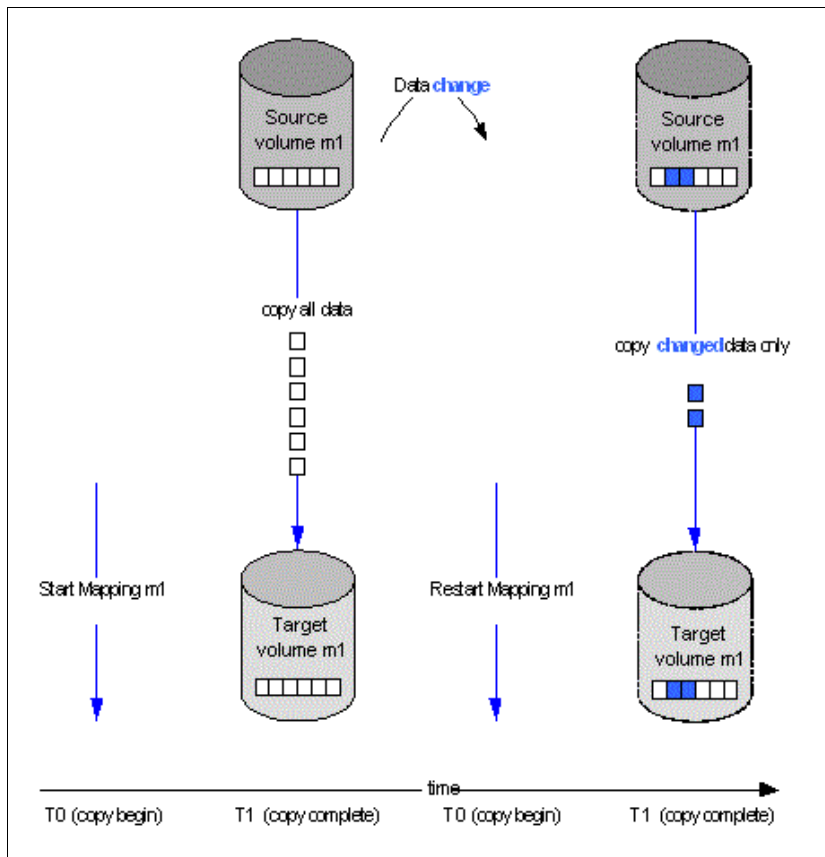 Data change
Source
volume m1
Source
volume m1
copy all data
copy changed data only
Start Mapping m1
Restart Mapping m1
Target
volume m1
Target
volume m1
time
T0 (copy begin)
T1 (copy complete)
T0 (copy begin)
T1 (copy complete)